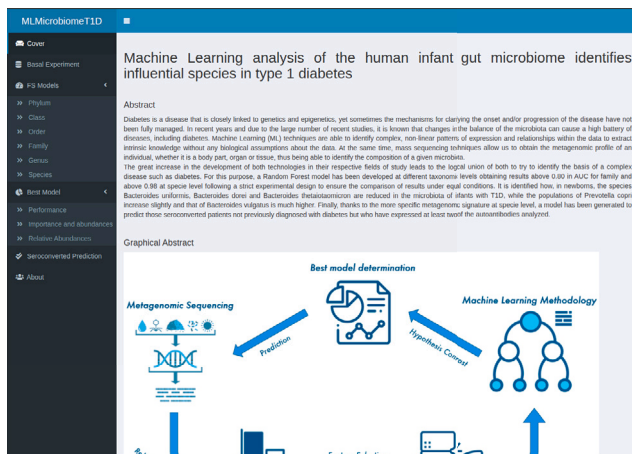 MLMicrobiomeT1D
Cover
Basal Experiment
FS Models
Phylum
Class
Order
Family
Genus
Species
Best Model
Performance
Importance and abundances
Relative Abundances
Seroconverted Prediction
About
Machine Learning analysis of the human infant gut microbiome identifies
influential species in type 1 diabetes
Abstract
Diabetes is a disease that is closely linked to genetics and epigenetics, yet sometimes the mechanisms for clarying the onset and/or progression of the disease have not
been fully managed. In recent years and due to the large number of recent studies, it is known that changes in the balance of the microbiota can cause a high battery of
diseases, including diabetes. Machine Learning (ML) techniques are able to identify complex, non-linear patterns of expression and relationships within the data to extract
intrinsic knowledge without any biological assumptions about the data. At the same time, mass sequencing techniques allow us to obtain the metagenomic profile of an
individual, whether it is a body part, organ or tissue, thus being able to identify the composition of a given microbiota.
The great increase in the development of both technologies in their respective fields of study leads to the logical union of both to try to identify the basis of a complex
disease such as diabetes. For this purpose, a Random Forest model has been developed at different taxonomic levels obtaining results above 0.80 in AUC for family and
above 0.98 at specie level following a strict experimental design to ensure the comparison of results under equal conditions. It is identified how, in newborns, the species
Bacteroides uniformis, Bacteroides dorei and Bacteroides thetaiotaomicron are reduced in the microbiota of infants with T1D, while the populations of Prevotella copri
increase slightly and that of Bacteroides vulgatus is much higher. Finally, thanks to the more specific metagenomic signature at specie level, a model has been generated to
predict those seroconverted patients not previously diagnosed with diabetes but who have expressed at least two of the autoantibodies analyzed.
Graphical Abstract
Best model determination
Metagenomic Sequencing
Machine Learning Methodology
Prediction
Hypothesis Conrost